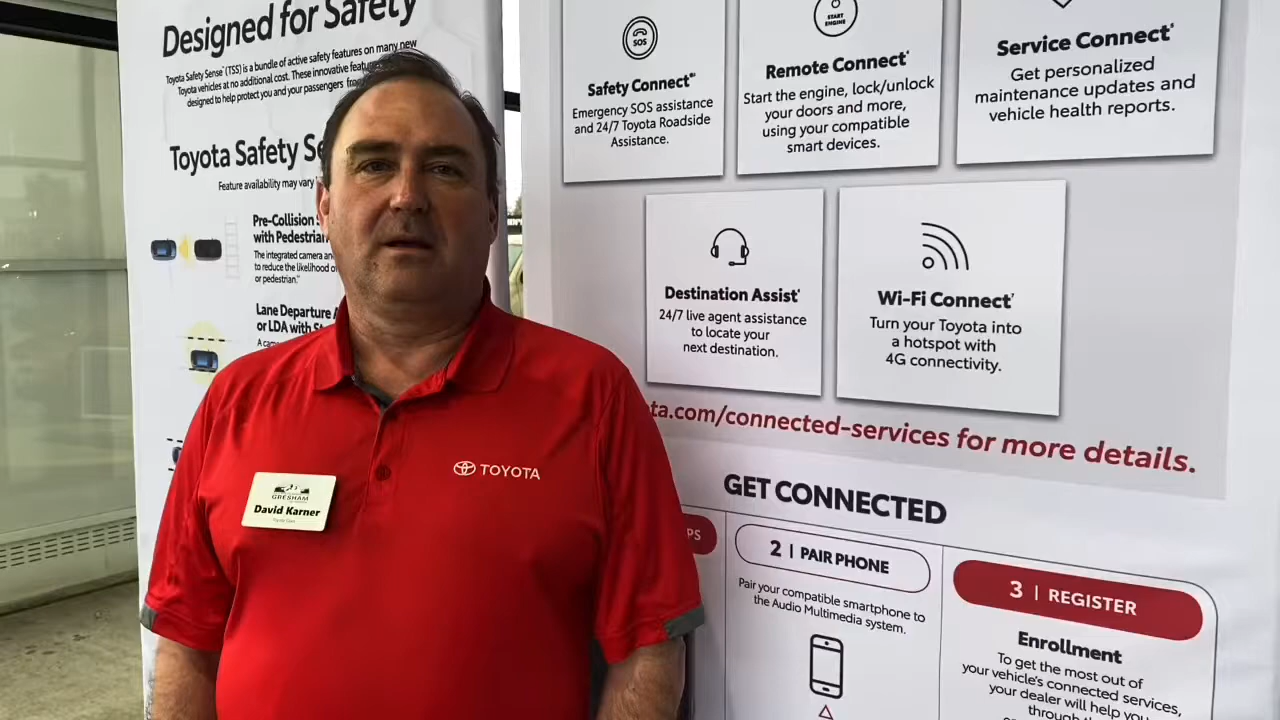 Designed for Safety
Toyota Safety Sense (TSS) is a bundle of active safety features on many new
Toyota vehicles at no additional cost. These innovative
designed to help protect you and your passengers
Toyota Safety
Feature availability may vary
Pre-Collision
with Pedestrian
The integrated camera
to reduce the likelihood
or pedestrian.
Lane Departure
or LDA with
SOS
Safety Connect
Emergency SOS assistance
and 24/7 Toyota Roadside
Assistance.
START
ENGINE
Remote Connect
Start the engine, lock/unlock
your doors and more,
using your compatible
smart devices.
Service Connect
Get personalized
maintenance updates and
vehicle health reports.
Destination Assist
24/7 live agent assistance
to locate your
next destination.
Wi-Fi Connect
Turn your Toyota into
a hotspot with
4G connectivity.
ta.com/connected-services for more details.
GET CONNECTED
PS
2 | PAIR PHONE
Pair your compatible smartphone to
the Audio Multimedia system.
3 | REGISTER
Enrollment
To get the most out of
your vehicle's connected services,
your dealer will help you
through
TOYOTA
GRESHAM
David Karner